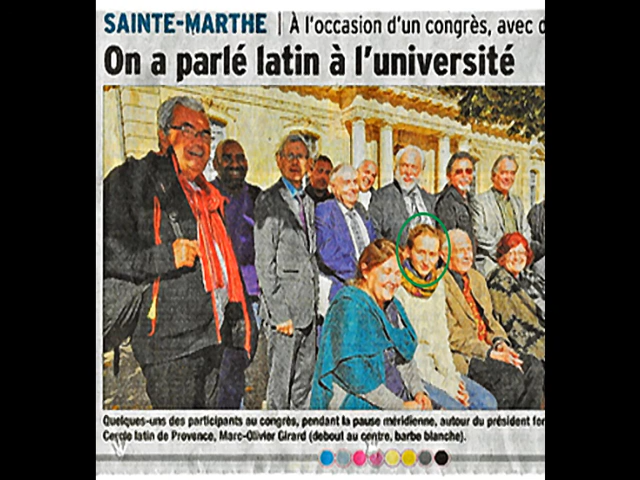 SAINTE-MARTHE | À l'occasion d'un congrès, avec
On a parlé latin à l'université
Quelques-uns des participants au congrès, pendant la pause méridienne, autour du président
Cercle latin de Provence, Marc-Olivier Girard (debout au centre, barbe blanche).